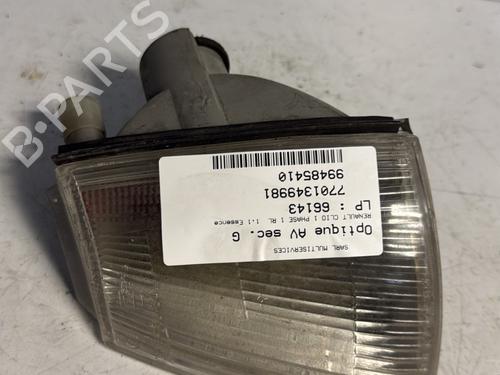 SARL MULTISERVICES
Optique AV sec. G
RENAULT CLIO 1 PHASE 1 RL 1.1 Essence
LP : 66143
7701349981
99485410
B-PARTS